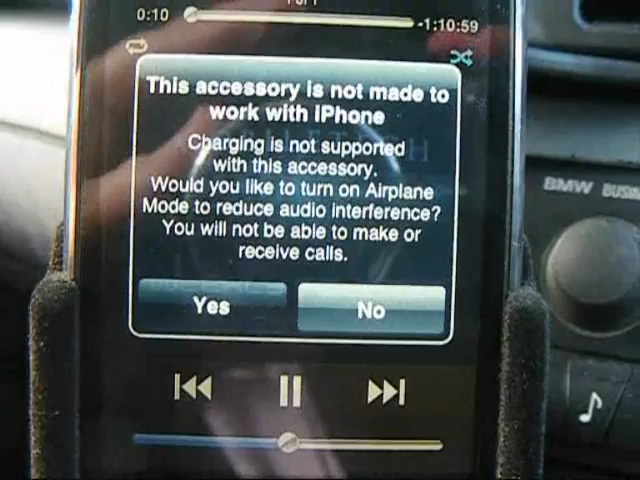 0:10
-1:10:59
This accessory is not made to
work with iPhone
Charging is not supported
with this accessory.
Would you like to turn on Airplane
Mode to reduce audio interference?
You will not be able to make or
receive calls.
Yes
No
BMW